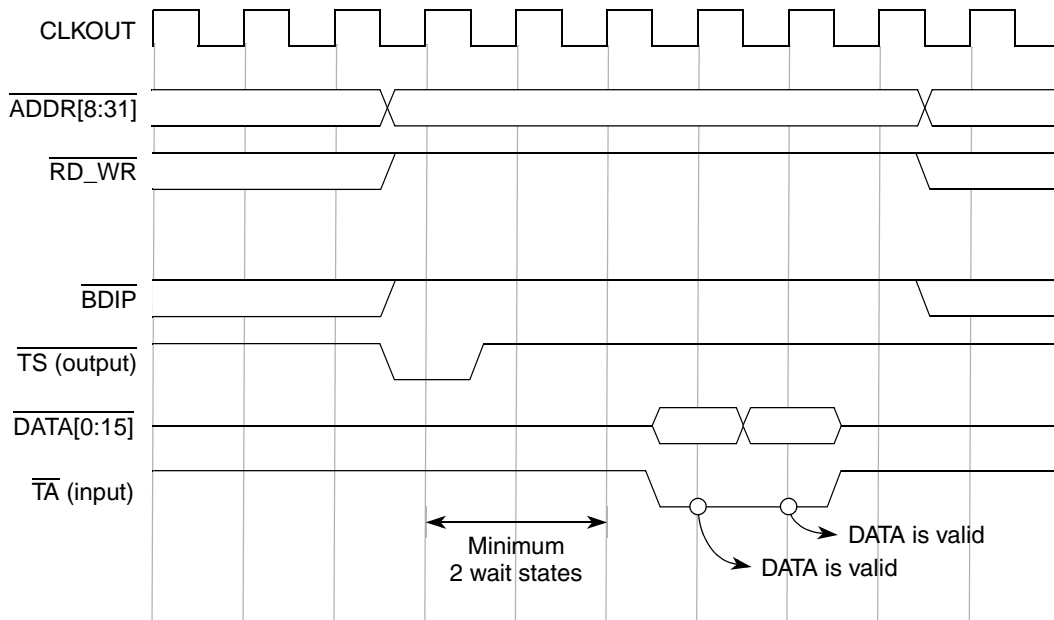 CLKOUT
ADDR[8:31]
RD_WR
BDIP
TS (output)
DATA[0:15]
TA (input)
Minimum
2 wait states
DATA is valid
DATA is valid